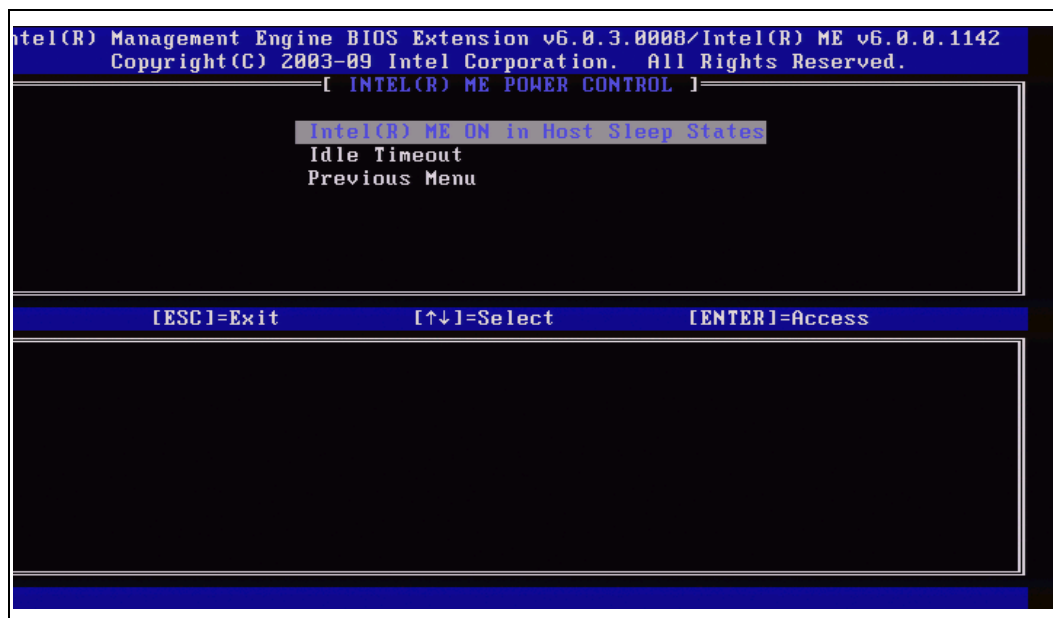 ntel(R) Management Engine BIOS Extension v6.0.3.0008/Intel(R) ME v6.0.0.1142
Copyright(C) 2003-09 Intel Corporation. All Rights Reserved.
[ INTEL(R) ME POWER CONTROL ]
Intel(R) ME ON in Host Sleep States
Idle Timeout
Previous Menu
[ESC]=Exit [↑↓]=Select [ENTER]=Access